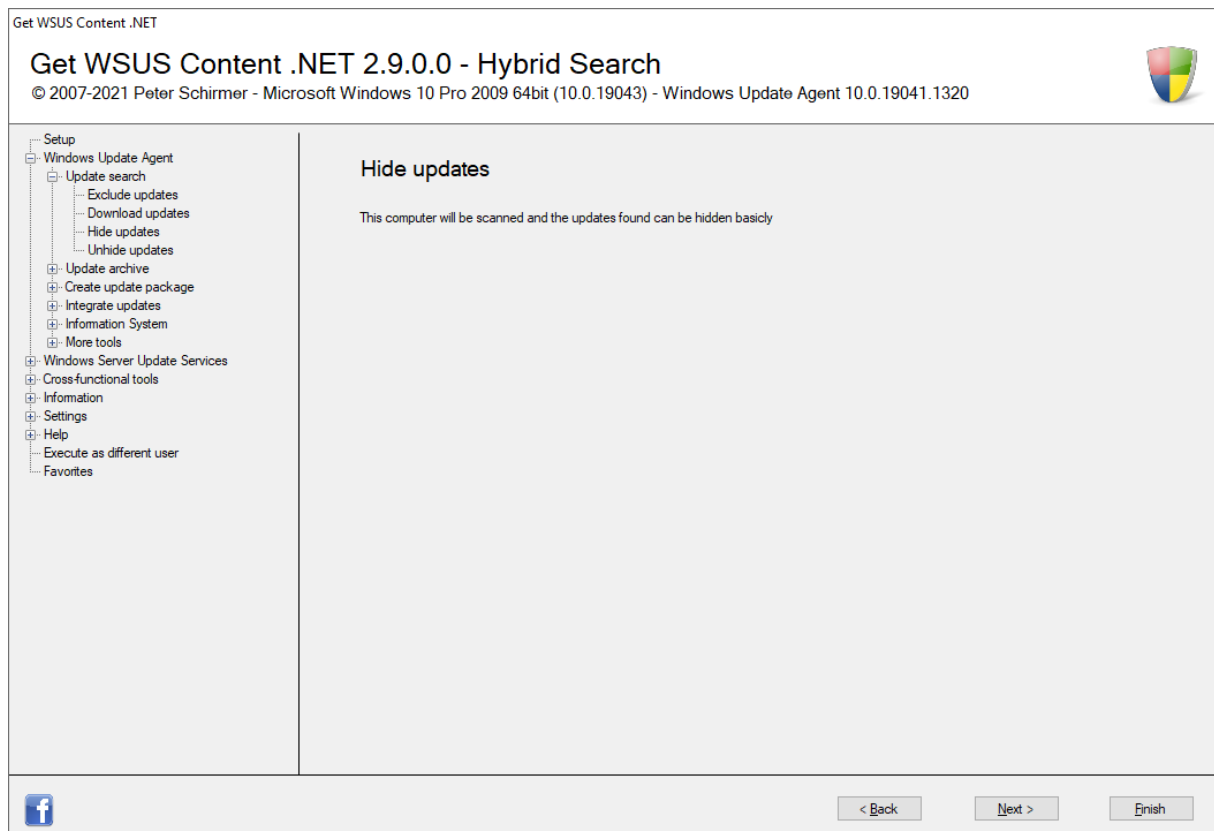 Get WSUS Content .NET
Get WSUS Content .NET 2.9.0.0 - Hybrid Search
© 2007-2021 Peter Schirmer - Microsoft Windows 10 Pro 2009 64bit (10.0.19043) - Windows Update Agent 10.0.19041.1320
Setup
Windows Update Agent
Update search
Exclude updates
Download updates
Hide updates
Unhide updates
Update archive
Create update package
Integrate updates
Information System
More tools
Windows Server Update Services
Cross-functional tools
Information
Settings
Help
Execute as different user
Favorites
Hide updates
This computer will be scanned and the updates found can be hidden basicly
f
< Back
Next >
Finish